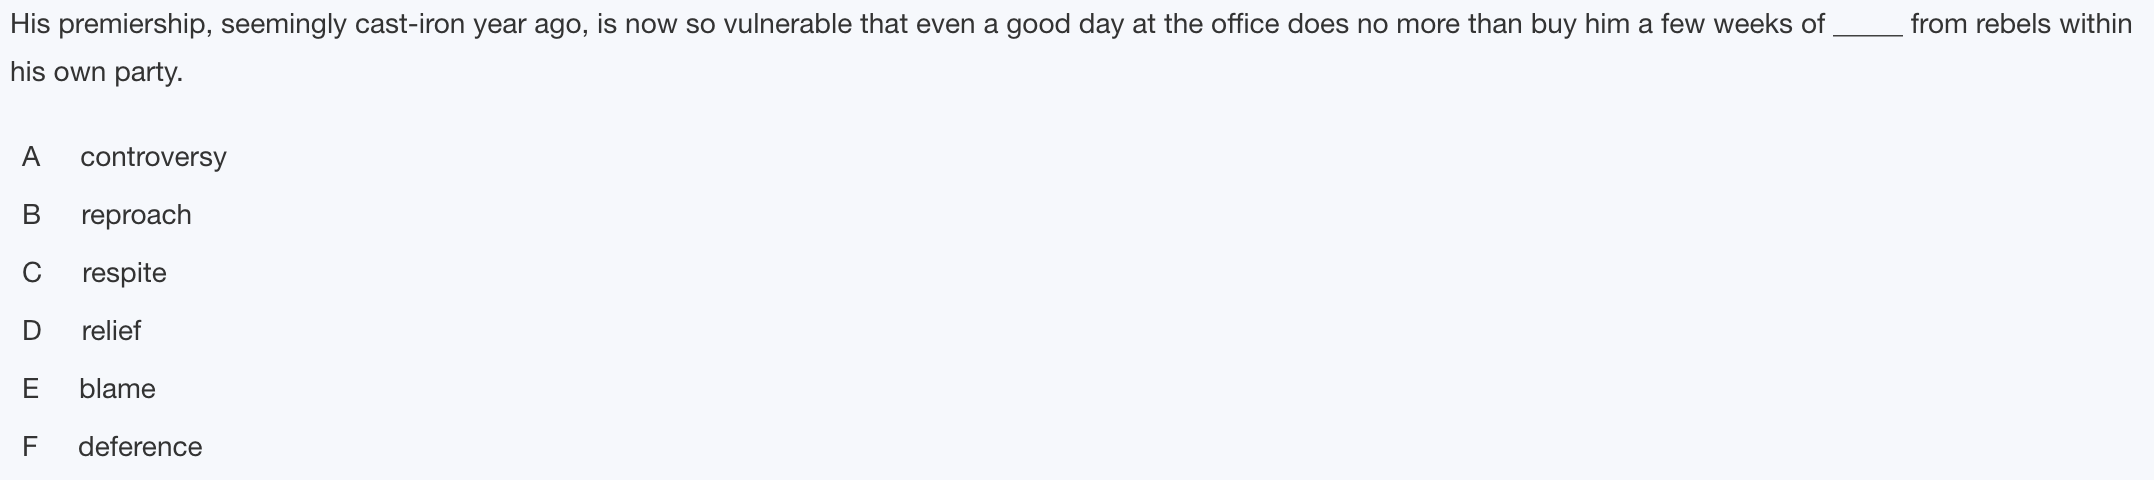 His premiership, seemingly cast-iron year ago, is now so vulnerable that even a good day at the office does no more than buy him a few weeks of _____ from rebels within
his own party.
A controversy
B reproach
C respite
D relief
E blame
F deference